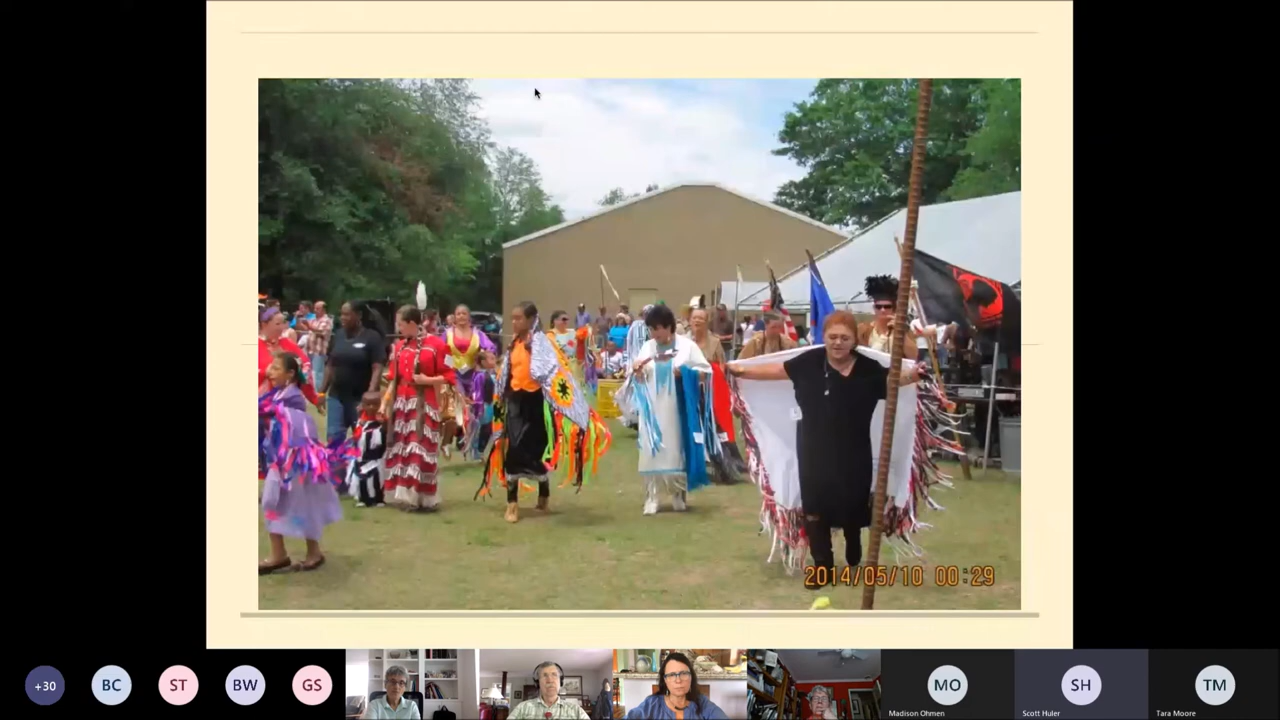 2014/05/10 00:29
+30
BC
ST
BW
GS
MO
SH
TM
Madison Ohmen
Scott Huler
Tara Moore